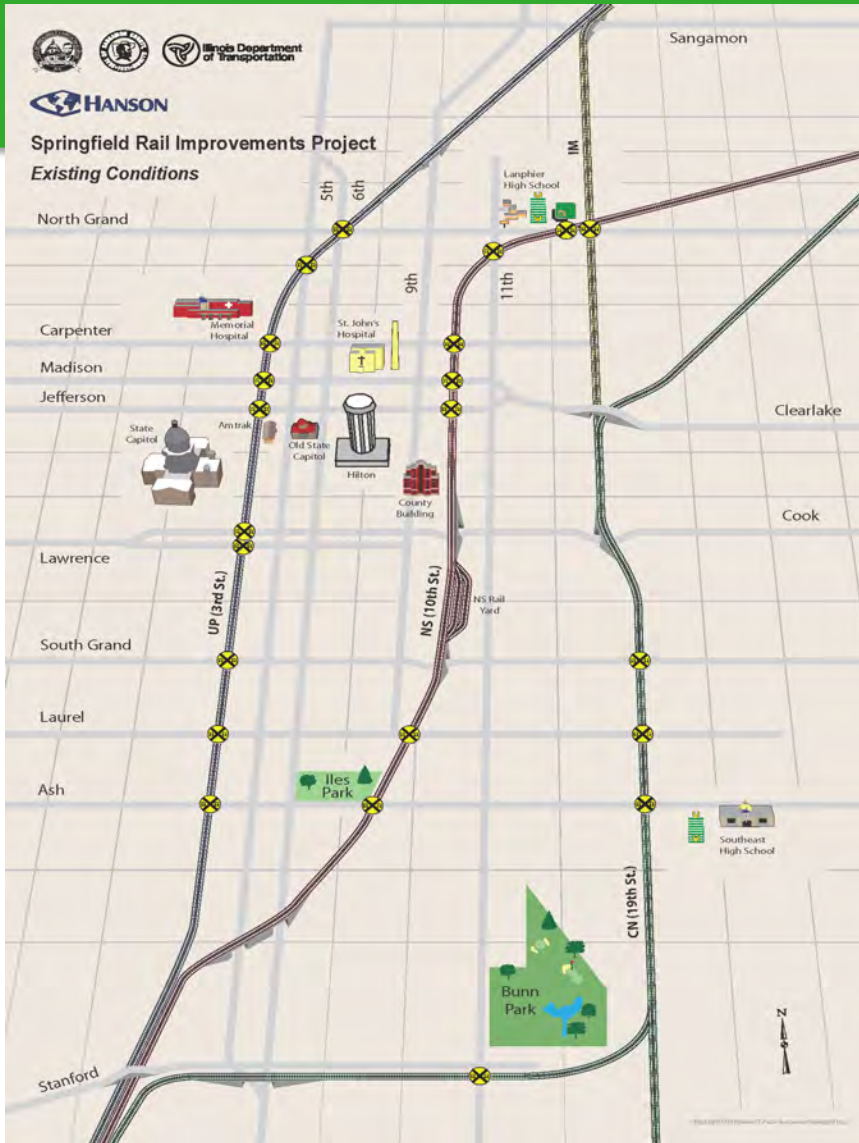 Illinois Department
of Transportation
HANSON
Springfield Rail Improvements Project
Existing Conditions
Sangamon
IM
5th
6th
Lanphier
High School
North Grand
9th
11th
Memorial
Hospital
St. John's
Hospital
Carpenter
Madison
Jefferson
Clearlake
State
Capitol
Amtrak
Old State
Capitol
Hilton
County
Building
Cook
Lawrence
UP (3rd St.)
NS (10th St.)
NS Rail
Yard
South Grand
Laurel
Iles
Park
Ash
Southeast
High School
CN (19th St.)
Bunn
Park
N
Stanford